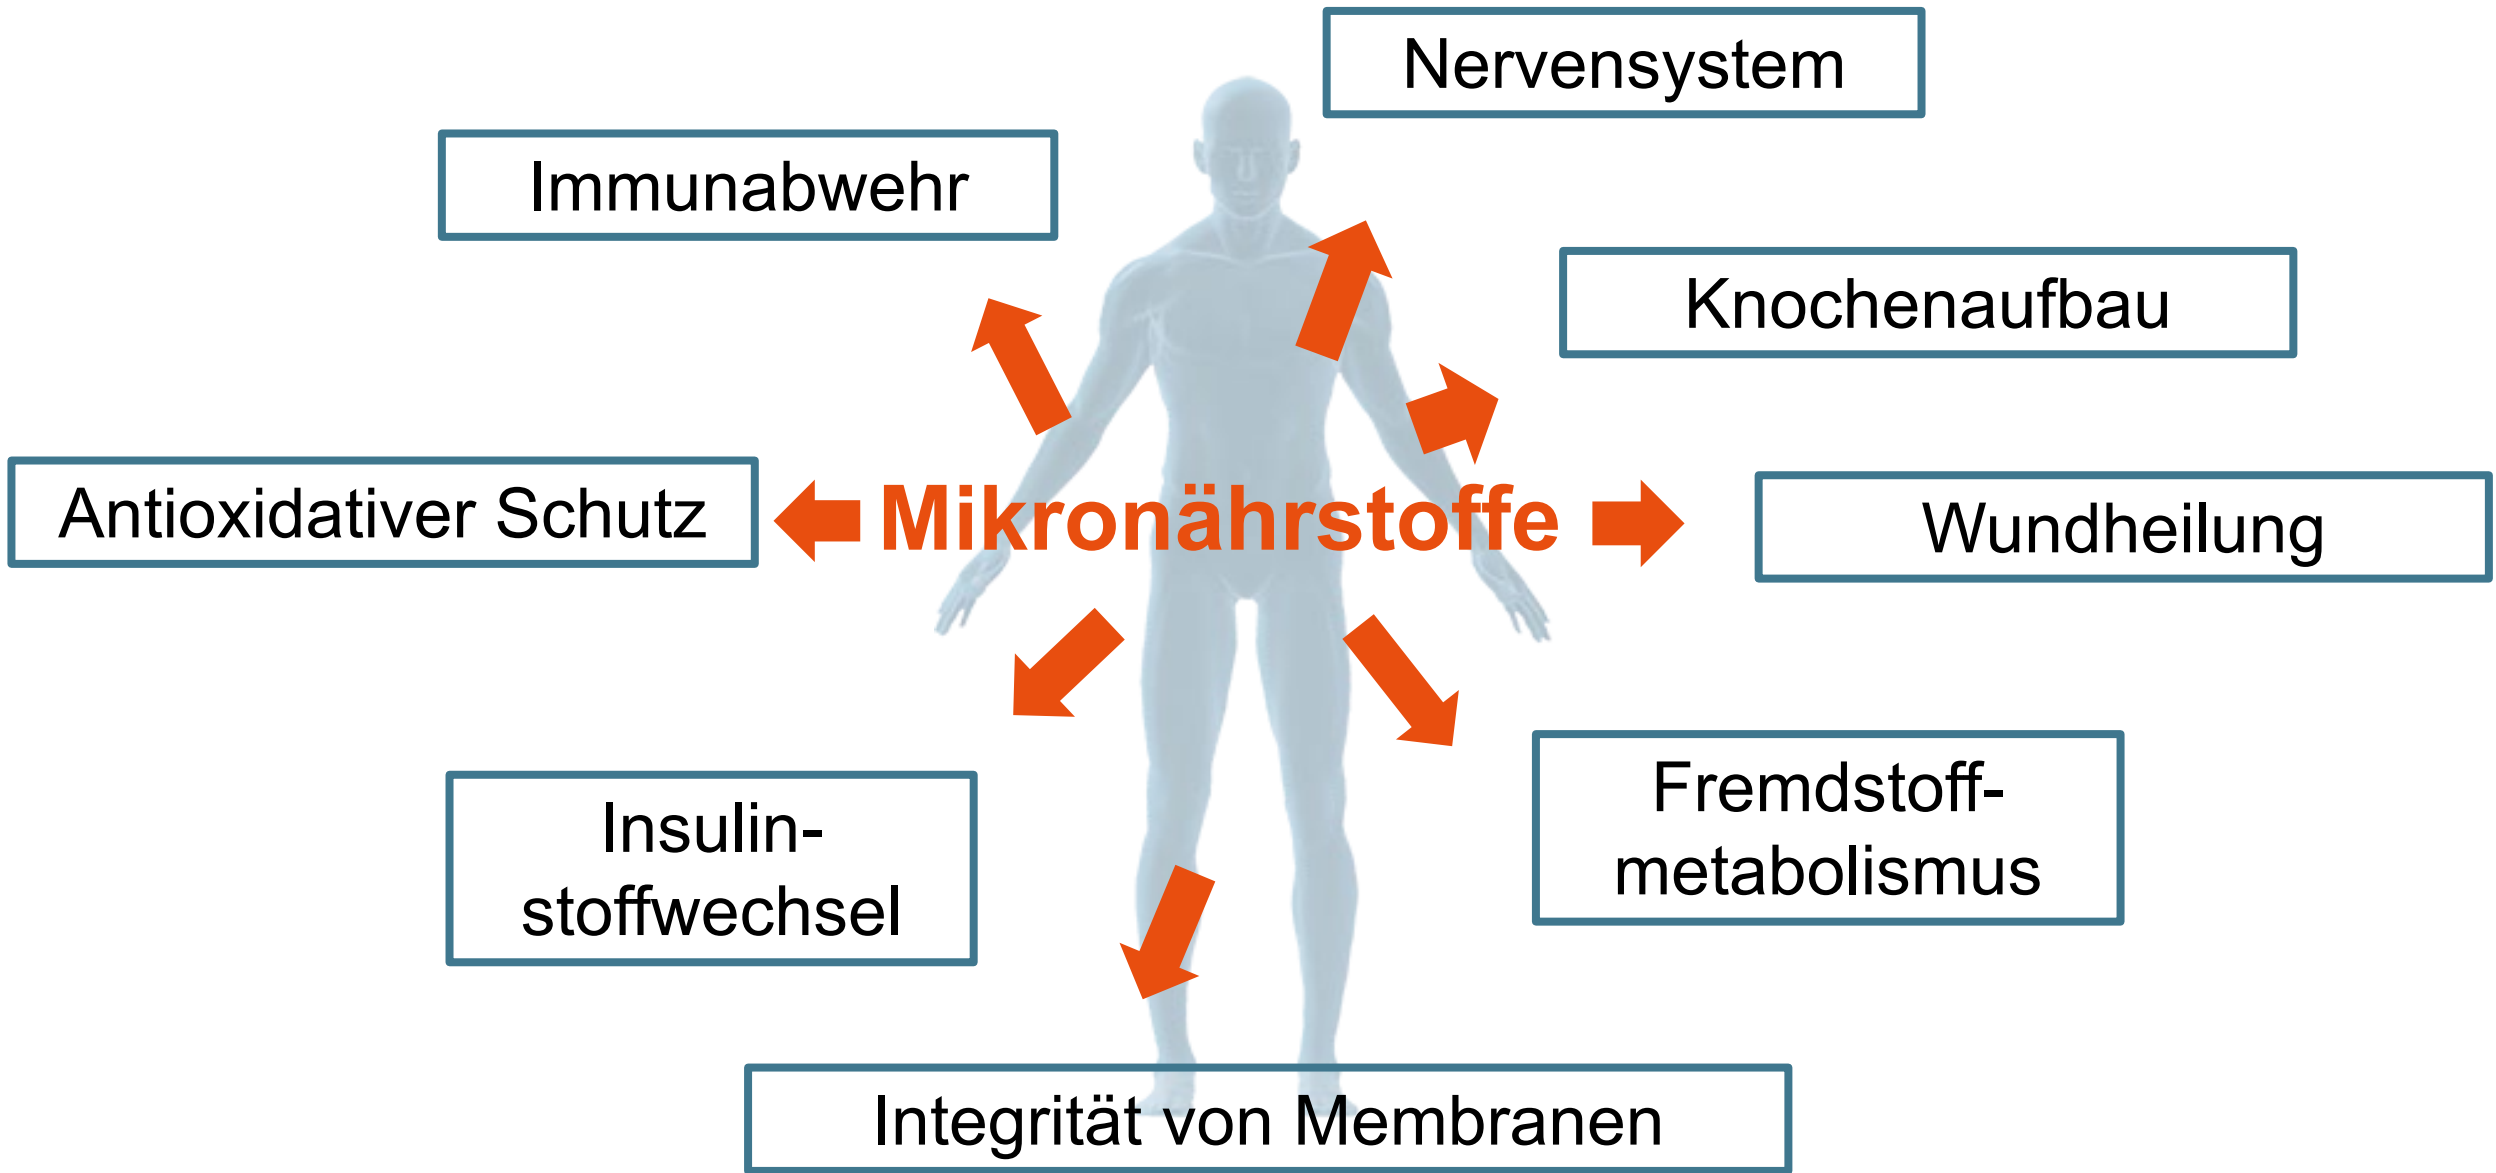 Nervensystem
Immunabwehr
Knochenaufbau
Antioxidativer Schutz
Mikronährstoffe
Wundheilung
Insulin-
stoffwechsel
Fremdstoff-
metabolismus
Integrität von Membranen